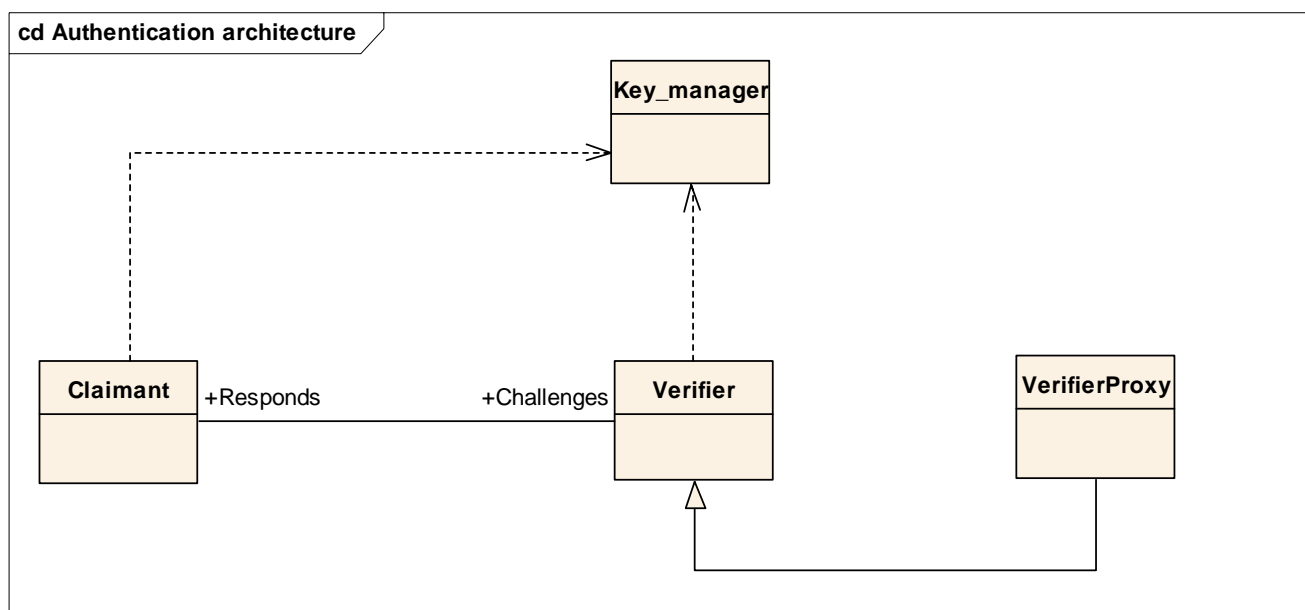 cd Authentication architecture
Key_manager
Claimant
+Responds
+Challenges
Verifier
VerifierProxy